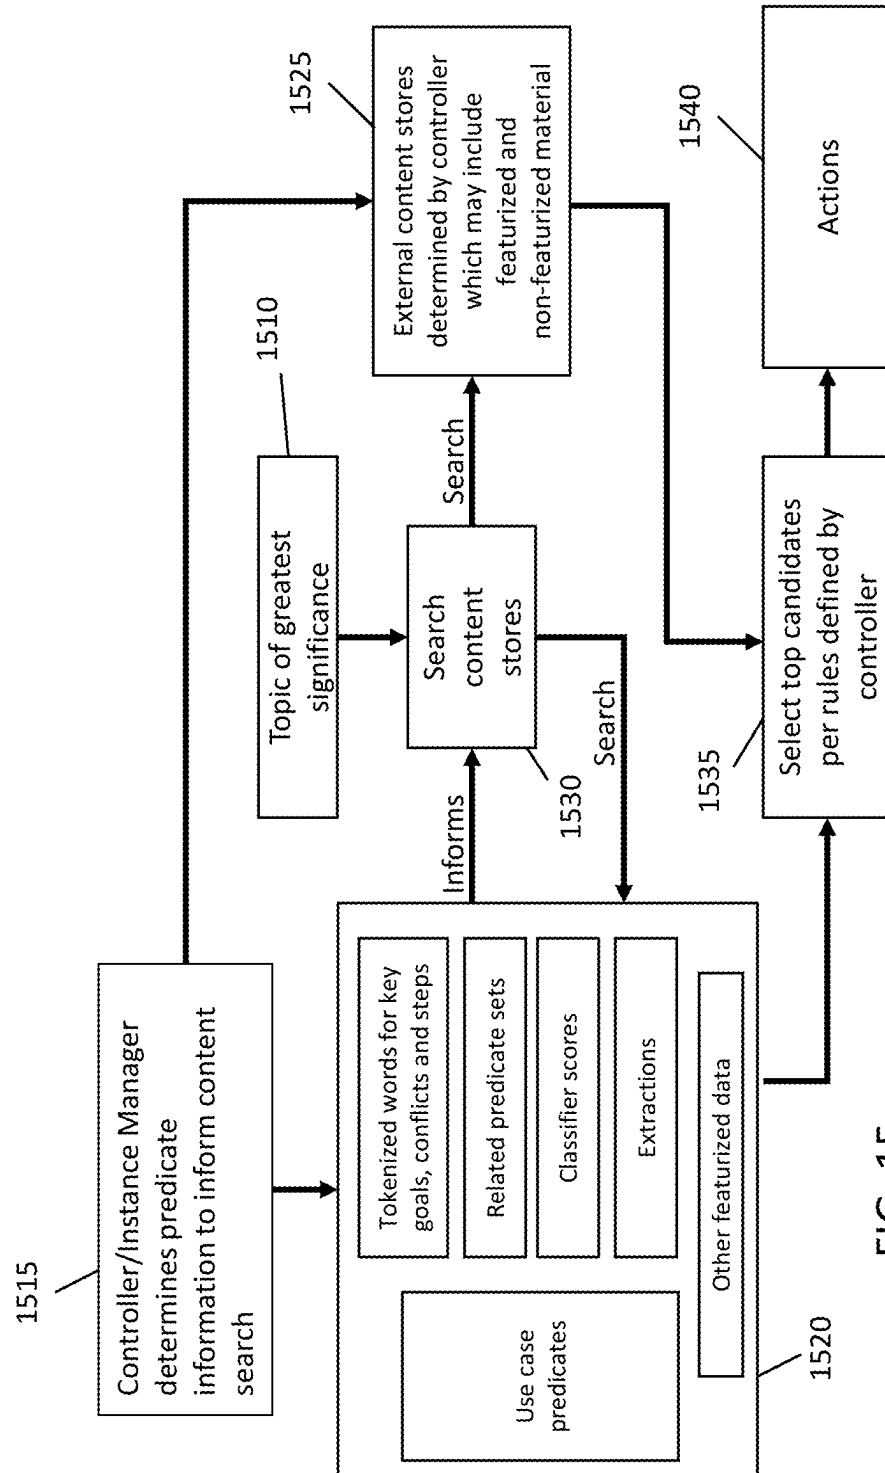 1515
Controller/Instance Manager
determines predicate
information to inform content
search
1510
Topic of greatest
significance
1525
External content stores
determined by controller
which may include
featurized and
non-featurized material
Informs
Search
content
stores
Search
1530
Search
Use case
predicates
Tokenized words for key
goals, conflicts and steps
Related predicate sets
Classifier scores
Extractions
Other featurized data
1520
1535
Select top candidates
per rules defined by
controller
1540
Actions